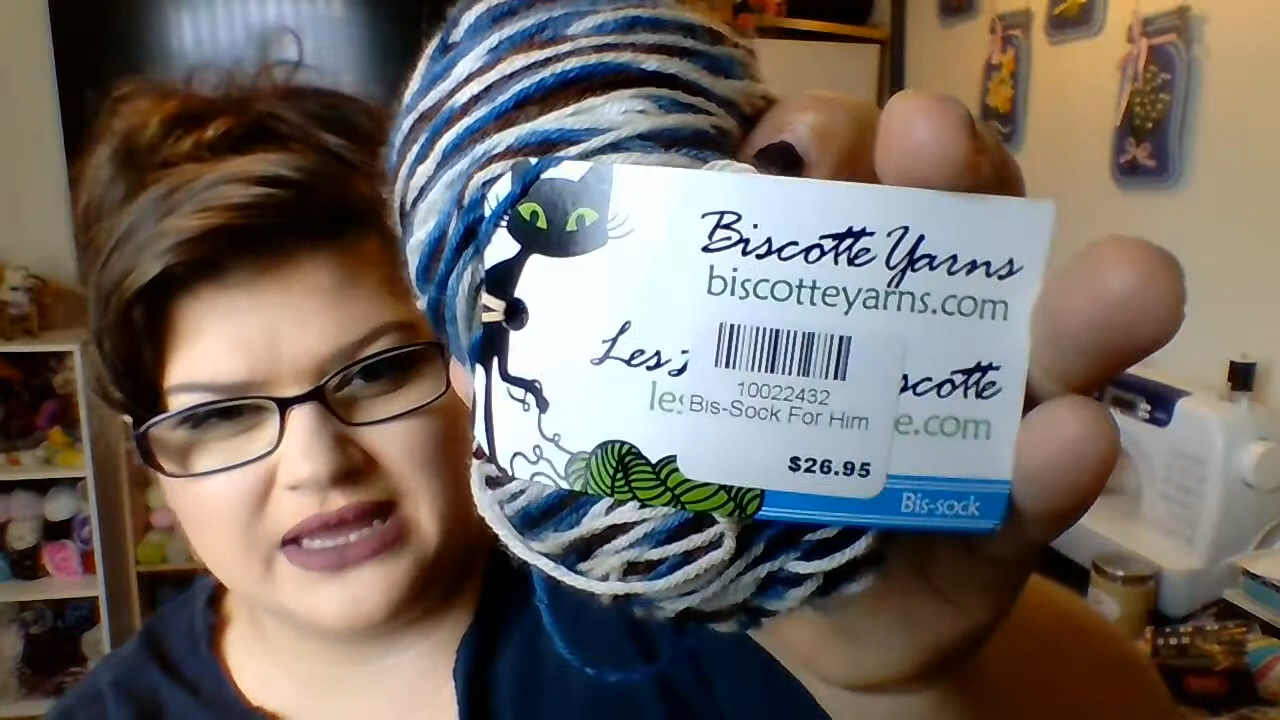 Biscotte Yarns
biscotteyarns.com
10022432
Bis-Sock For Him
$26.95
Bis-sock